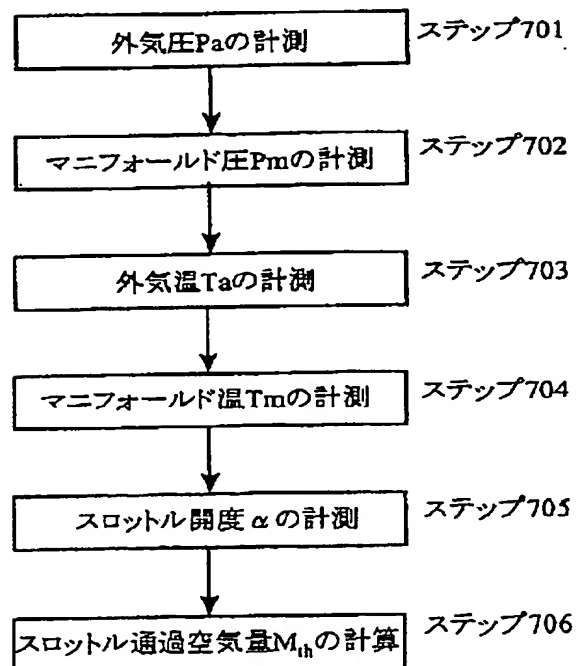 外気圧Paの計測
ステップ701
マニフォールド圧Pmの計測
ステップ702
外気温Taの計測
ステップ703
マニフォールド温Tmの計測
ステップ704
スロットル開度αの計測
ステップ705
スロットル通過空気量Mthの計算
ステップ706